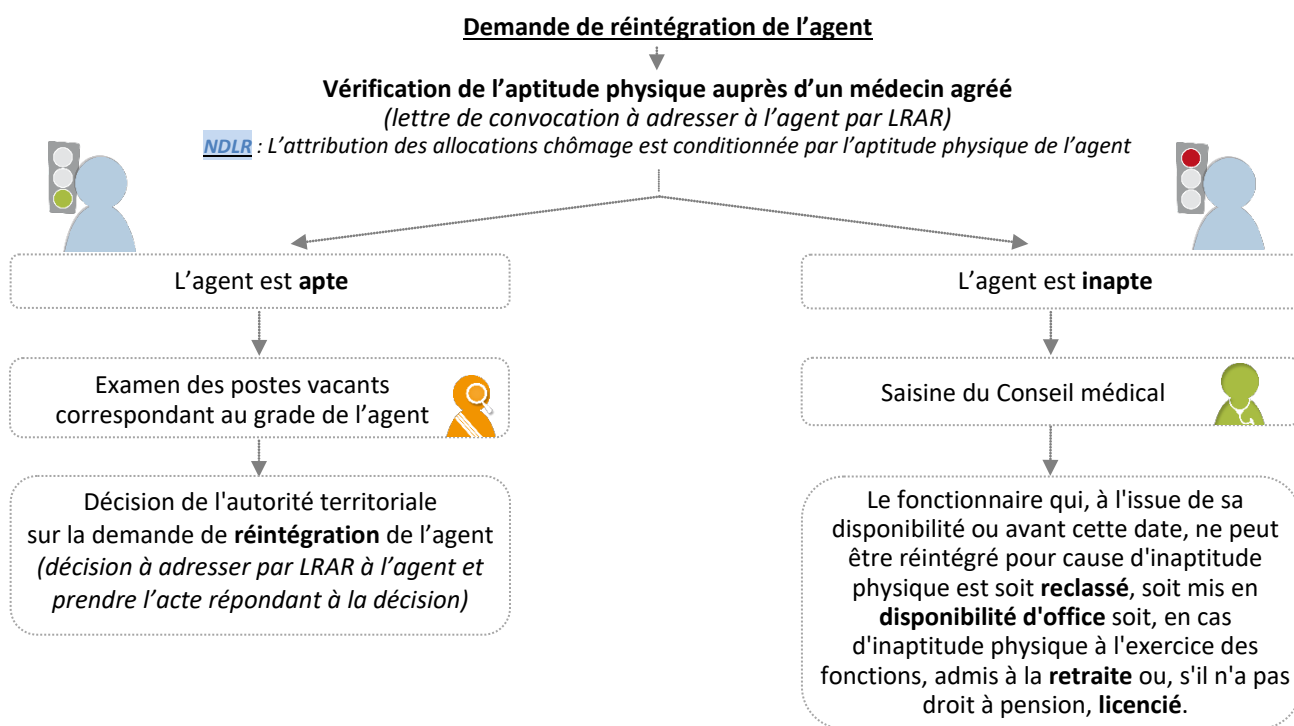 Demande de réintégration de l’agent
Vérification de l’aptitude physique auprès d’un médecin agréé
(lettre de convocation à adresser à l’agent par LRAR)
NDLR : L’attribution des allocations chômage est conditionnée par l’aptitude physique de l’agent
L’agent est apte
Examen des postes vacants
correspondant au grade de l’agent
Décision de l'autorité territoriale
sur la demande de réintégration de l’agent
(décision à adresser par LRAR à l’agent et
prendre l’acte répondant à la décision)
L’agent est inapte
Saisine du Conseil médical
Le fonctionnaire qui, à l'issue de sa
disponibilité ou avant cette date, ne peut
être réintégré pour cause d'inaptitude
physique est soit reclassé, soit mis en
disponibilité d'office soit, en cas
d'inaptitude physique à l'exercice des
fonctions, admis à la retraite ou, s'il n'a pas
droit à pension, licencié.